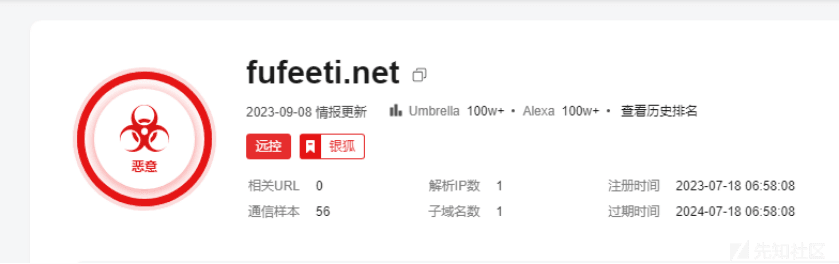 fufeeti.net
2023-09-08 情报更新 Umbrella 100w+ • Alexa 100w+ • 查看历史排名
恶意
远控 银狐
相关URL 0 解析IP数 1 注册时间 2023-07-18 06:58:08
通信样本 56 子域名数 1 过期时间 2024-07-18 06:58:08
先知社区